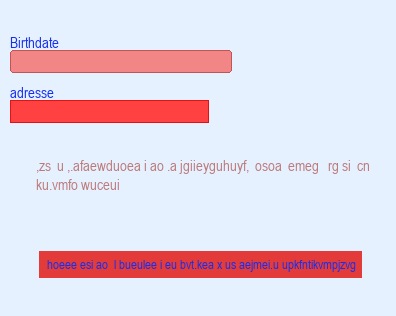 Birthdate
adresse
,zs u ,.afaewduoea i ao .a jgiieyguhuyf, osoa emeg rg si cn
ku.vmfo wuceui
hoeee esi ao l bueulee i eu bvt.kea x us aejmei.u upkfntikvmpjzvg